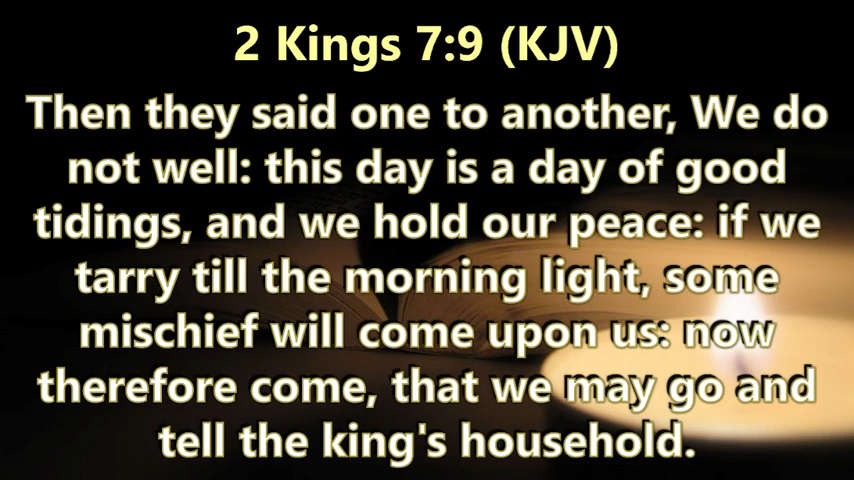 2 Kings 7:9 (KJV)
Then they said one to another, We do
not well: this day is a day of good
tidings, and we hold our peace: if we
tarry till the morning light, some
mischief will come upon us: now
therefore come, that we may go and
tell the king's household.